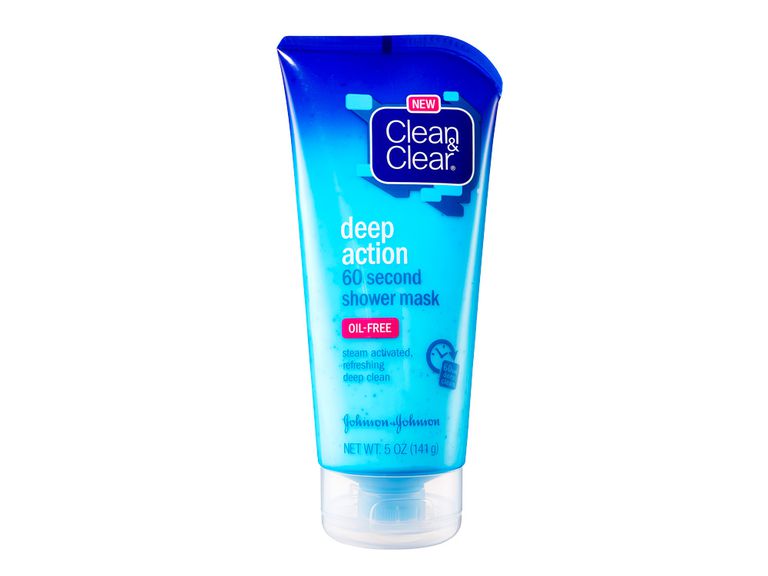 NEW
Clean
&
Clear®
deep
action
60 second
shower mask
OIL-FREE
steam activated,
refreshing
deep clean
Johnson & Johnson
NET WT. 5 OZ (141 g)